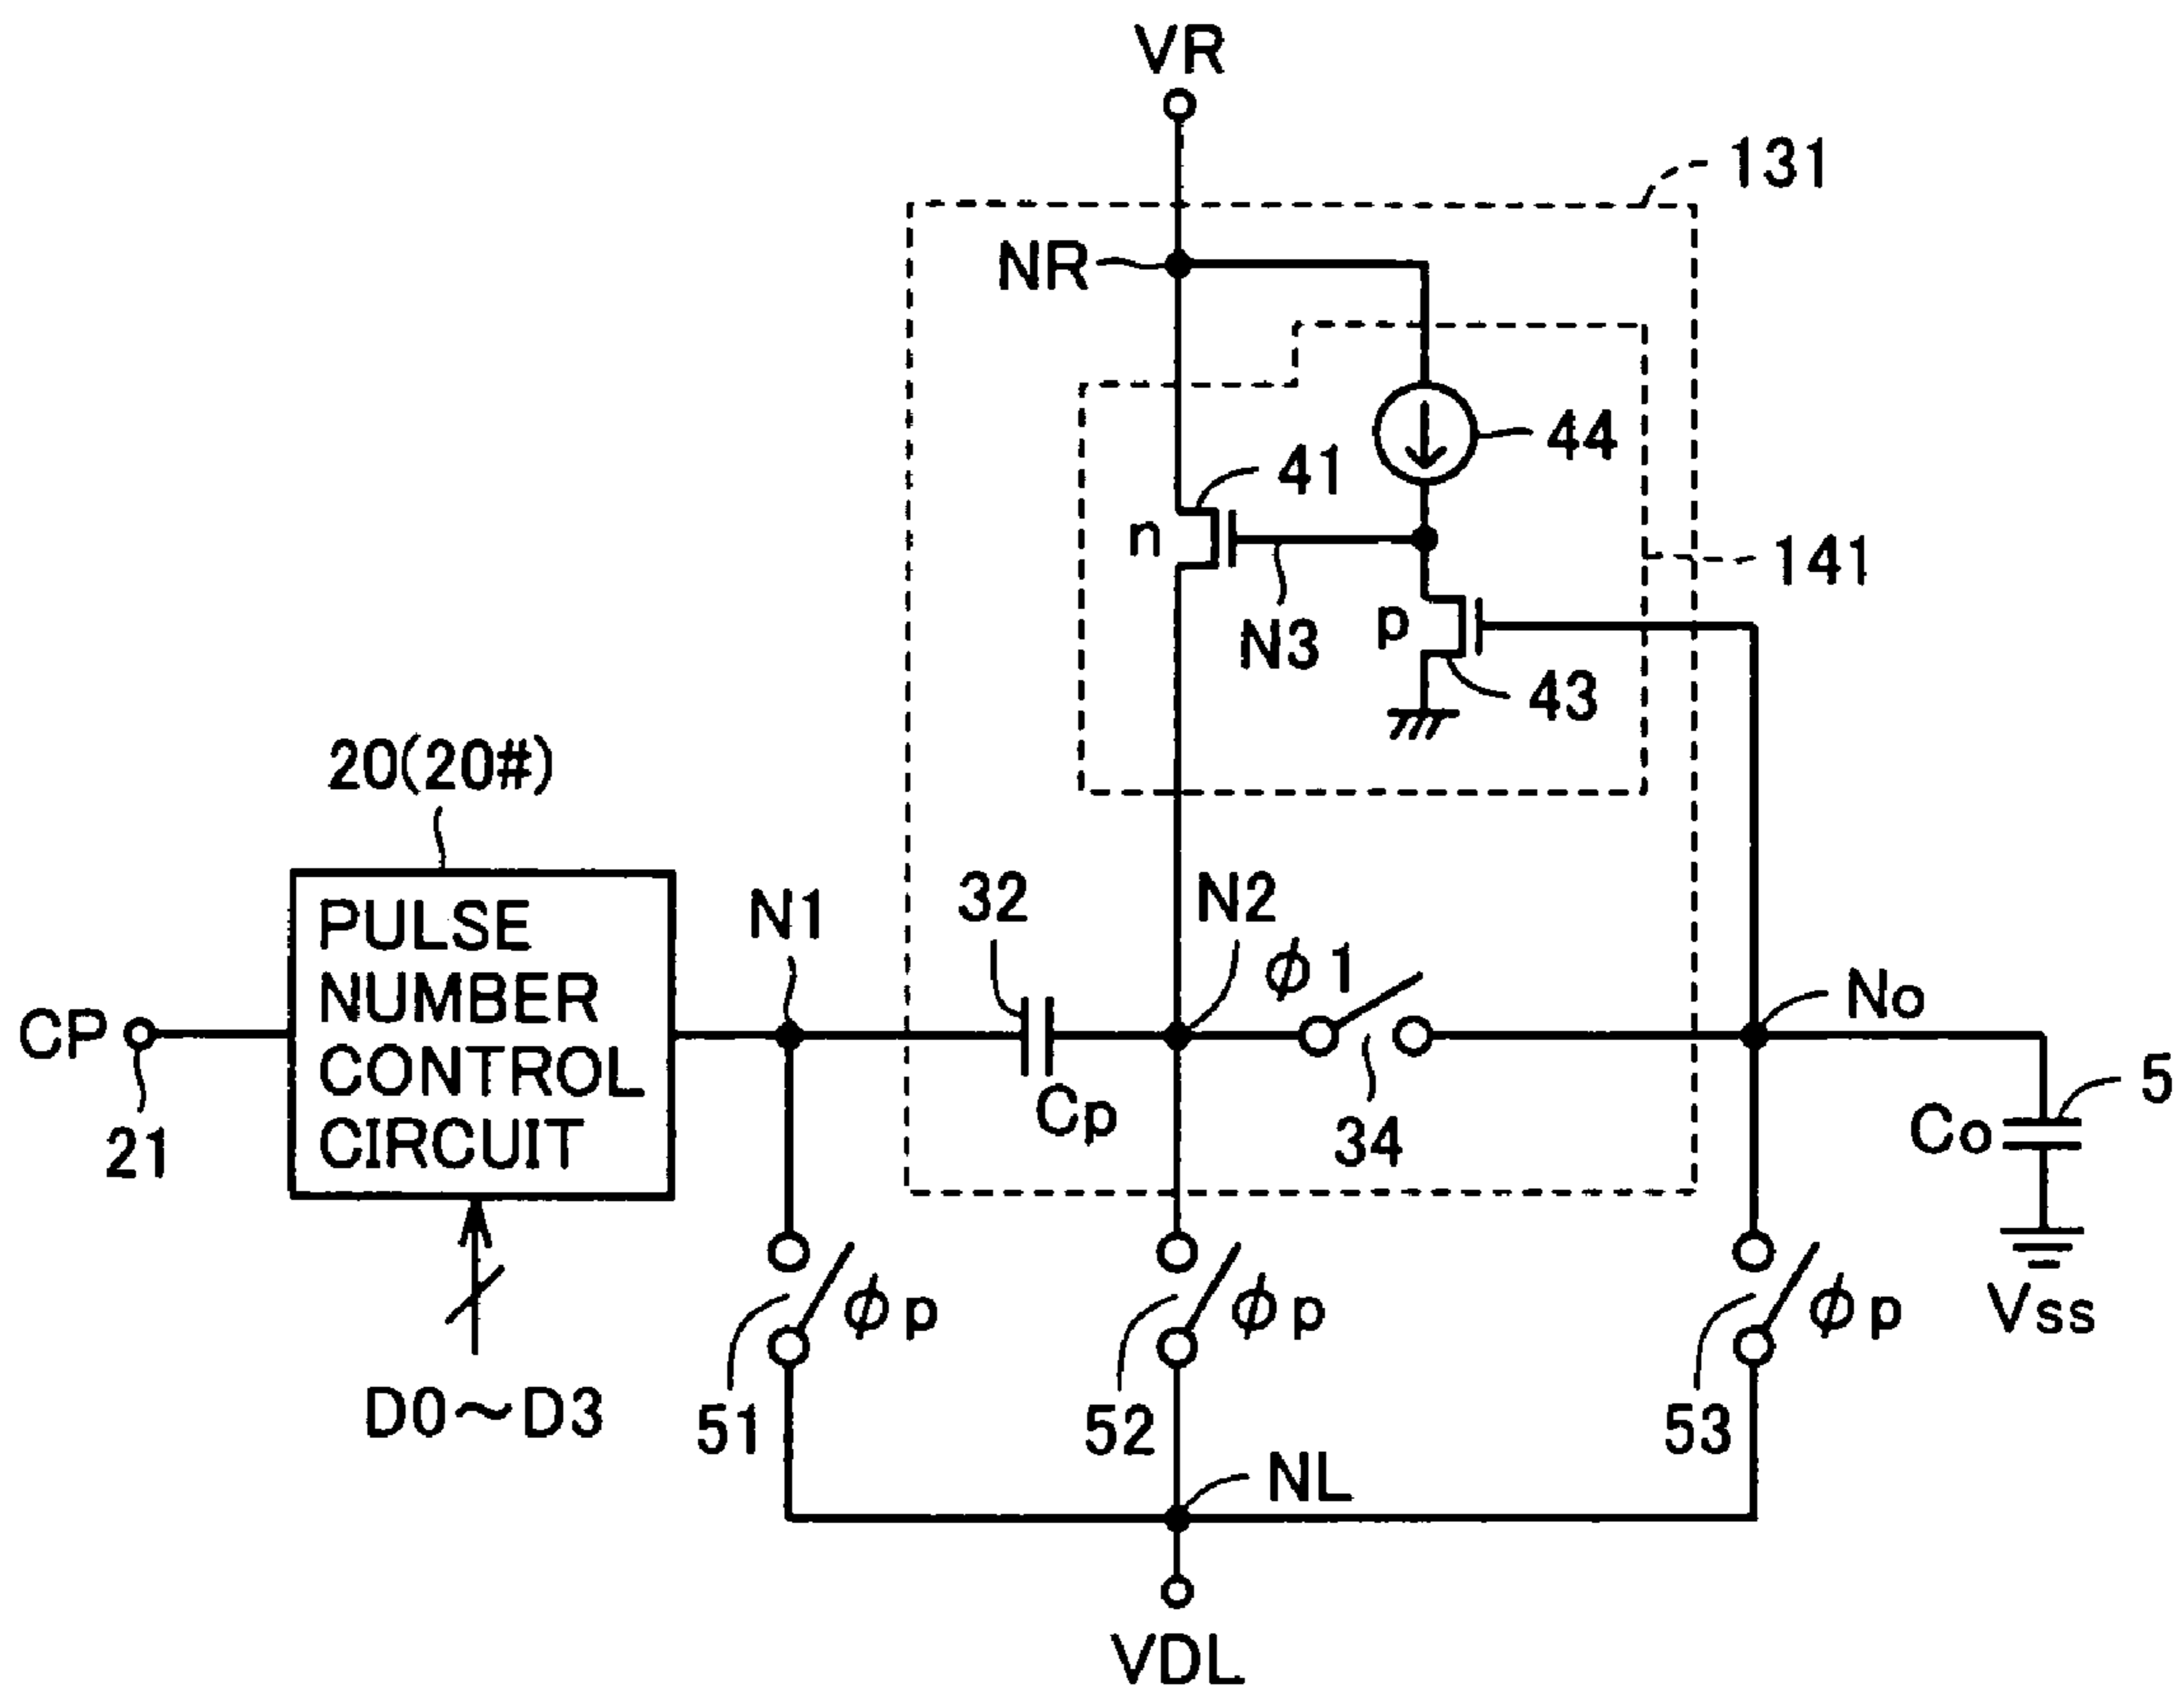 VR
131
NR
44
41
n
141
N3
p
43
20(20#)
PULSE
NUMBER
CONTROL
CIRCUIT
N1
32
N2
ϕ1
No
CP
21
Cp
34
5
Co
Vss
D0～D3
51
ϕp
52
ϕp
53
ϕp
NL
VDL